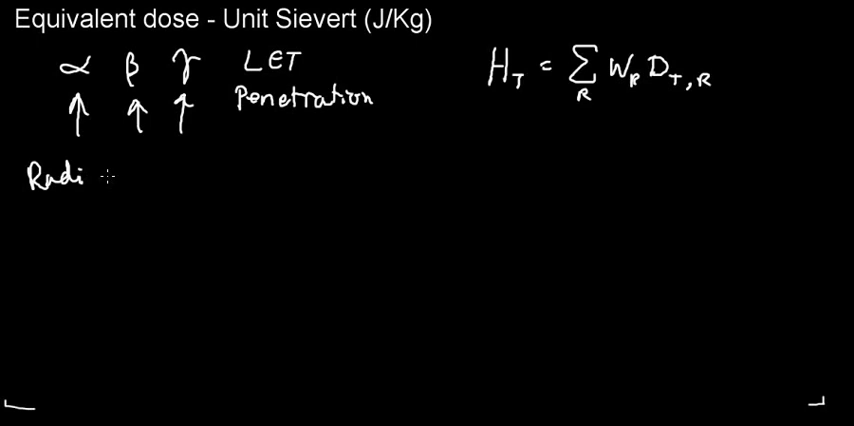 Equivalent dose - Unit Sievert (J/Kg)
α β γ LET
Penetration
H_T = Σ_R W_R D_T,R
Radi